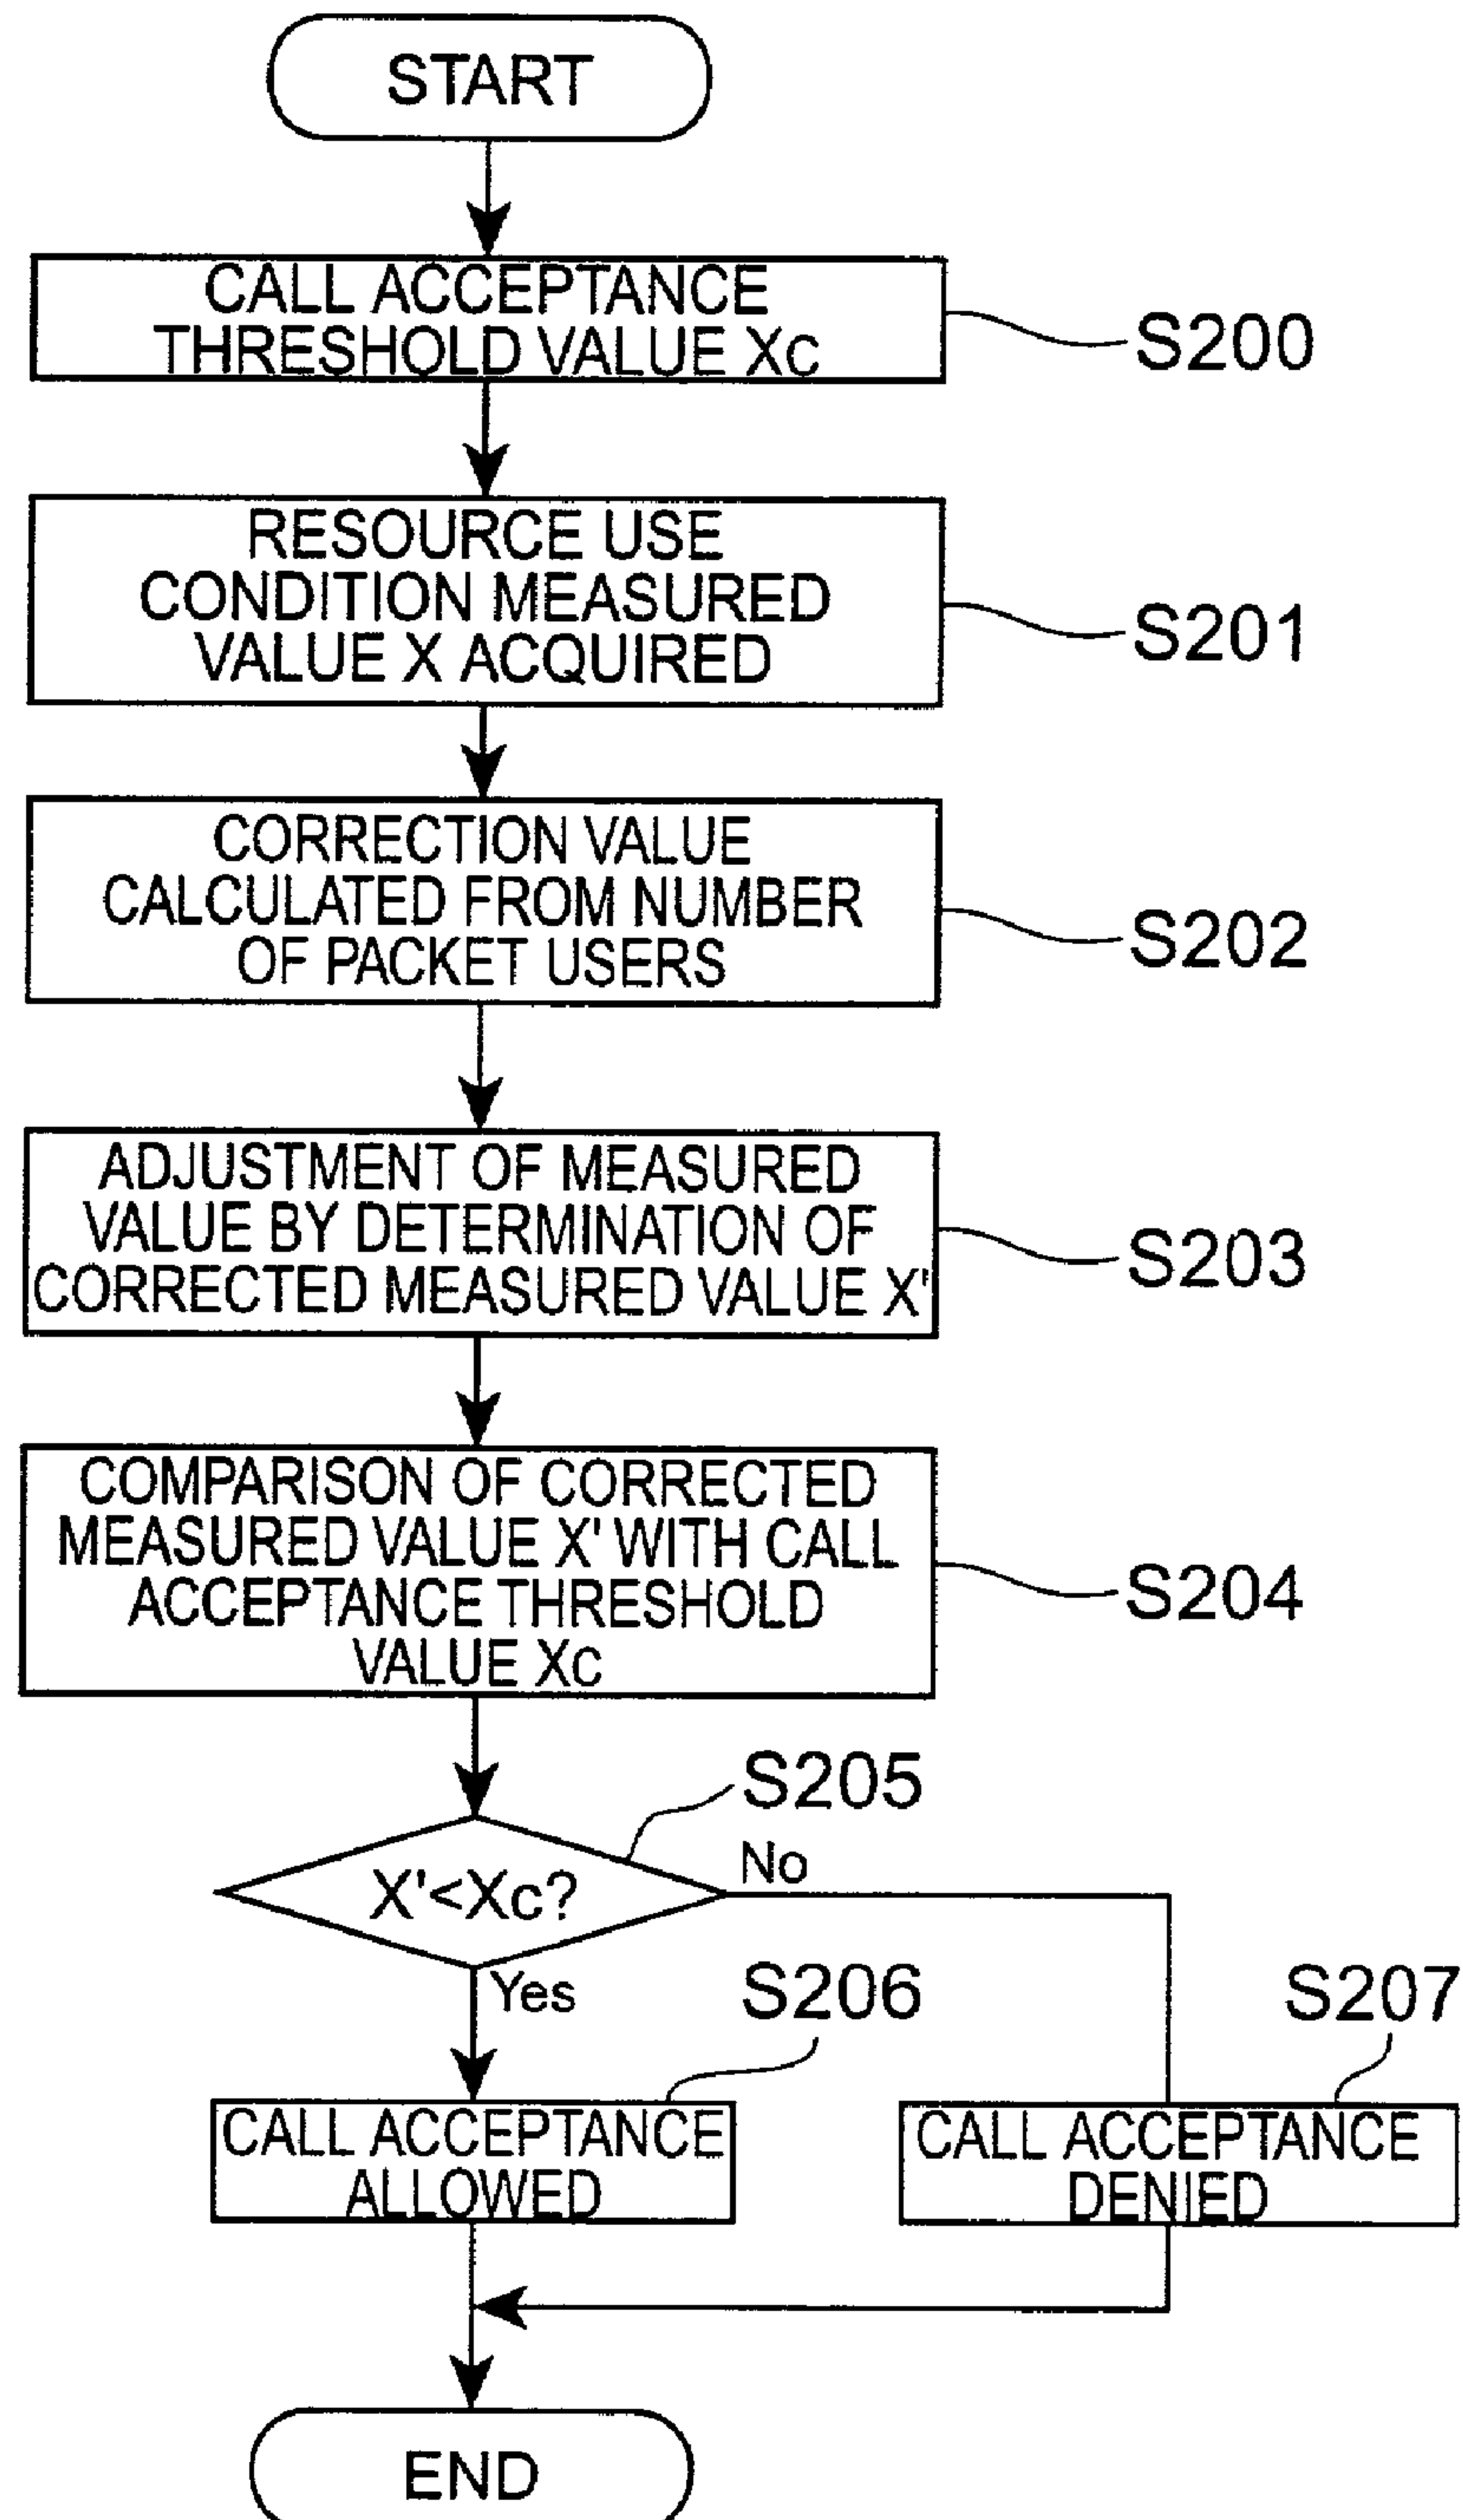 START
CALL ACCEPTANCE
THRESHOLD VALUE XC
S200
RESOURCE USE
CONDITION MEASURED
VALUE X ACQUIRED
S201
CORRECTION VALUE
CALCULATED FROM NUMBER
OF PACKET USERS
S202
ADJUSTMENT OF MEASURED
VALUE BY DETERMINATION OF
CORRECTED MEASURED VALUE X'
S203
COMPARISON OF CORRECTED
MEASURED VALUE X' WITH CALL
ACCEPTANCE THRESHOLD
VALUE XC
S204
S205
X'<XC?
No
Yes
S206
S207
CALL ACCEPTANCE
ALLOWED
CALL ACCEPTANCE
DENIED
END